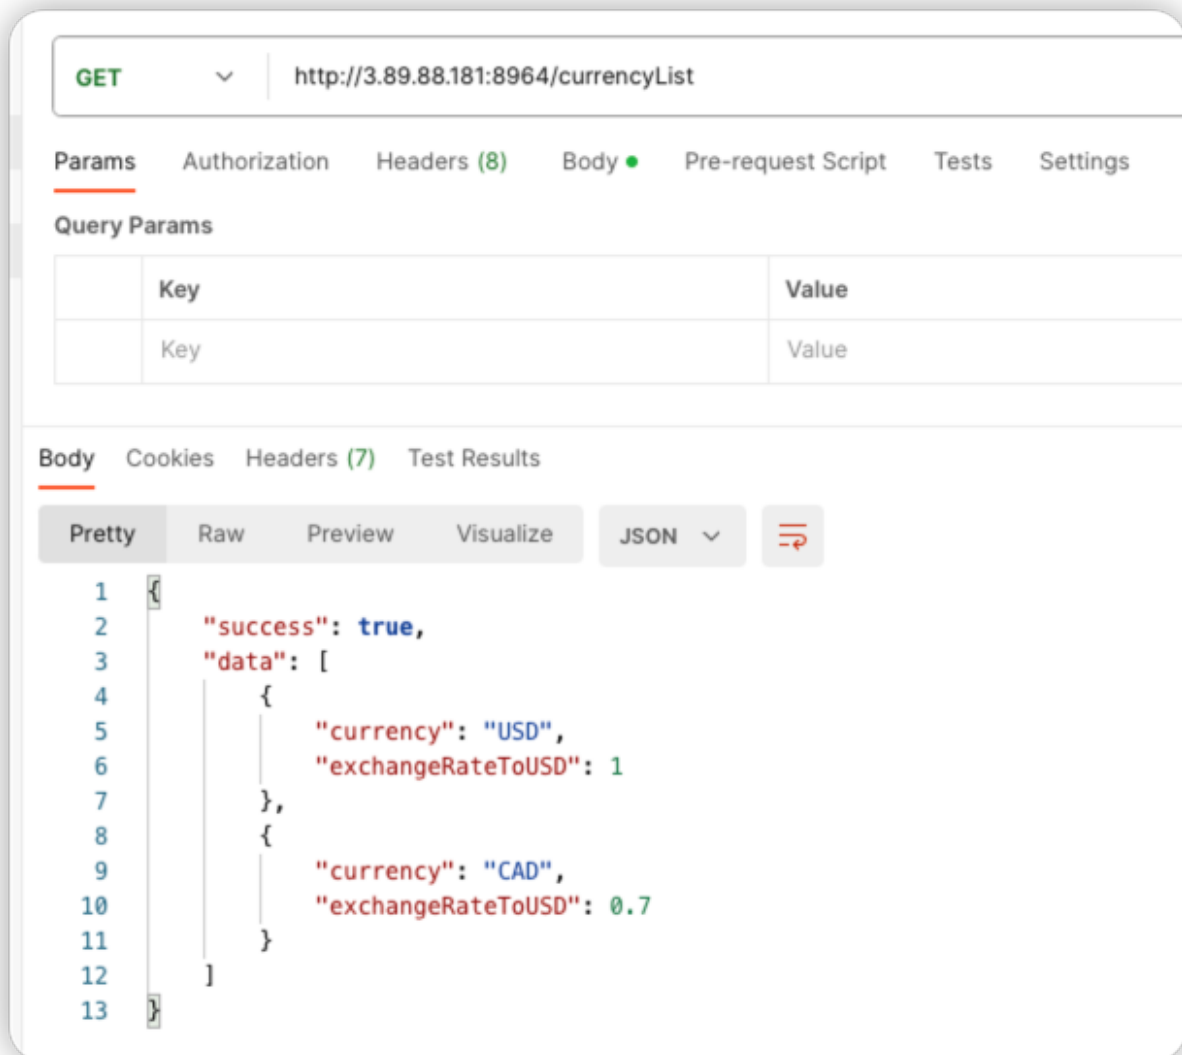 GET http://3.89.88.181:8964/currencyList
Params Authorization Headers (8) Body Pre-request Script Tests Settings
Query Params
Key Value
Key Value
Body Cookies Headers (7) Test Results
Pretty Raw Preview Visualize JSON
1 {
2 "success": true,
3 "data": [
4 {
5 "currency": "USD",
6 "exchangeRateToUSD": 1
7 },
8 {
9 "currency": "CAD",
10 "exchangeRateToUSD": 0.7
11 }
12 ]
13 }